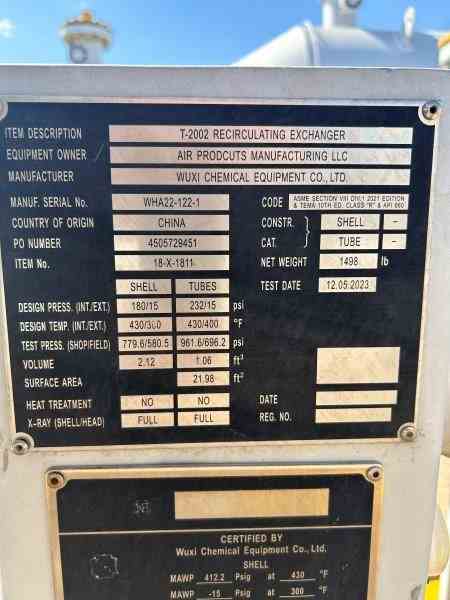 ITEM DESCRIPTION T-2002 RECIRCULATING EXCHANGER
EQUIPMENT OWNER AIR PRODCUTS MANUFACTURING LLC
MANUFACTURER WUXI CHEMICAL EQUIPMENT CO., LTD.
MANUF. SERIAL No. WHA22-122-1 CODE ASME SECTION VIII DIV.1 2021 EDITION
& TEMA 10TH ED. CLASS "R" & API 660
COUNTRY OF ORIGIN CHINA CONSTR. SHELL -
PO NUMBER 4505729451 CAT. TUBE -
ITEM No. 18-X-1811 NET WEIGHT 1498 lb
SHELL TUBES TEST DATE 12.05.2023
DESIGN PRESS. (INT./EXT.) 180/15 232/15 psi
DESIGN TEMP. (INT./EXT.) 430/300 430/400 °F
TEST PRESS. (SHOP/FIELD) 779.6/580.5 961.6/696.2 psi
VOLUME 2.12 1.06 ft³
SURFACE AREA 21.98 ft²
HEAT TREATMENT NO NO DATE
X-RAY (SHELL/HEAD) FULL FULL REG. NO.
CERTIFIED BY
Wuxi Chemical Equipment Co., Ltd.
SHELL
MAWP 412.2 Psig at 430 °F
MAWP -15 Psig at 300 °F